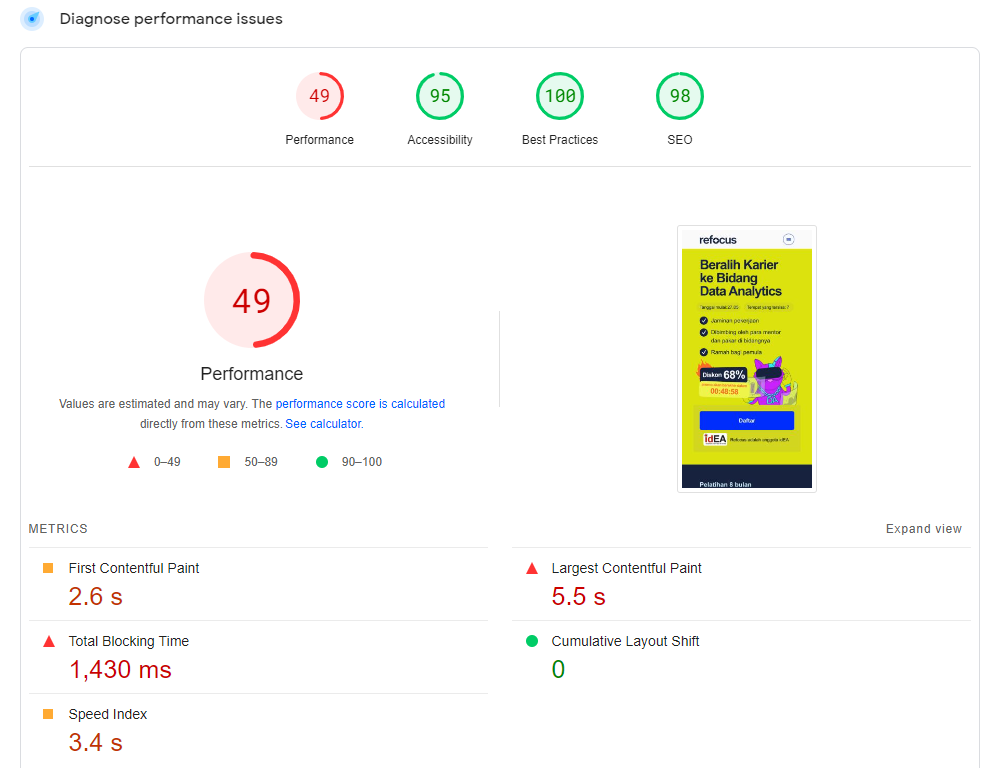 Diagnose performance issues
49
95
100
98
Performance
Accessibility
Best Practices
SEO
49
Performance
Values are estimated and may vary. The performance score is calculated
directly from these metrics. See calculator.
0–49
50–89
90–100
refocus
Beralih Karier
ke Bidang
Data Analytics
Jaminan pekerjaan
Dibimbing oleh para mentor
dan pakar di bidangnya
Ramah bagi pemula
Diskon 68%
00:48:58
Daftar
idEA
Refocus adalah anggota idEA
Pelatihan 8 bulan
METRICS
Expand view
First Contentful Paint
2.6 s
Largest Contentful Paint
5.5 s
Total Blocking Time
1,430 ms
Cumulative Layout Shift
0
Speed Index
3.4 s